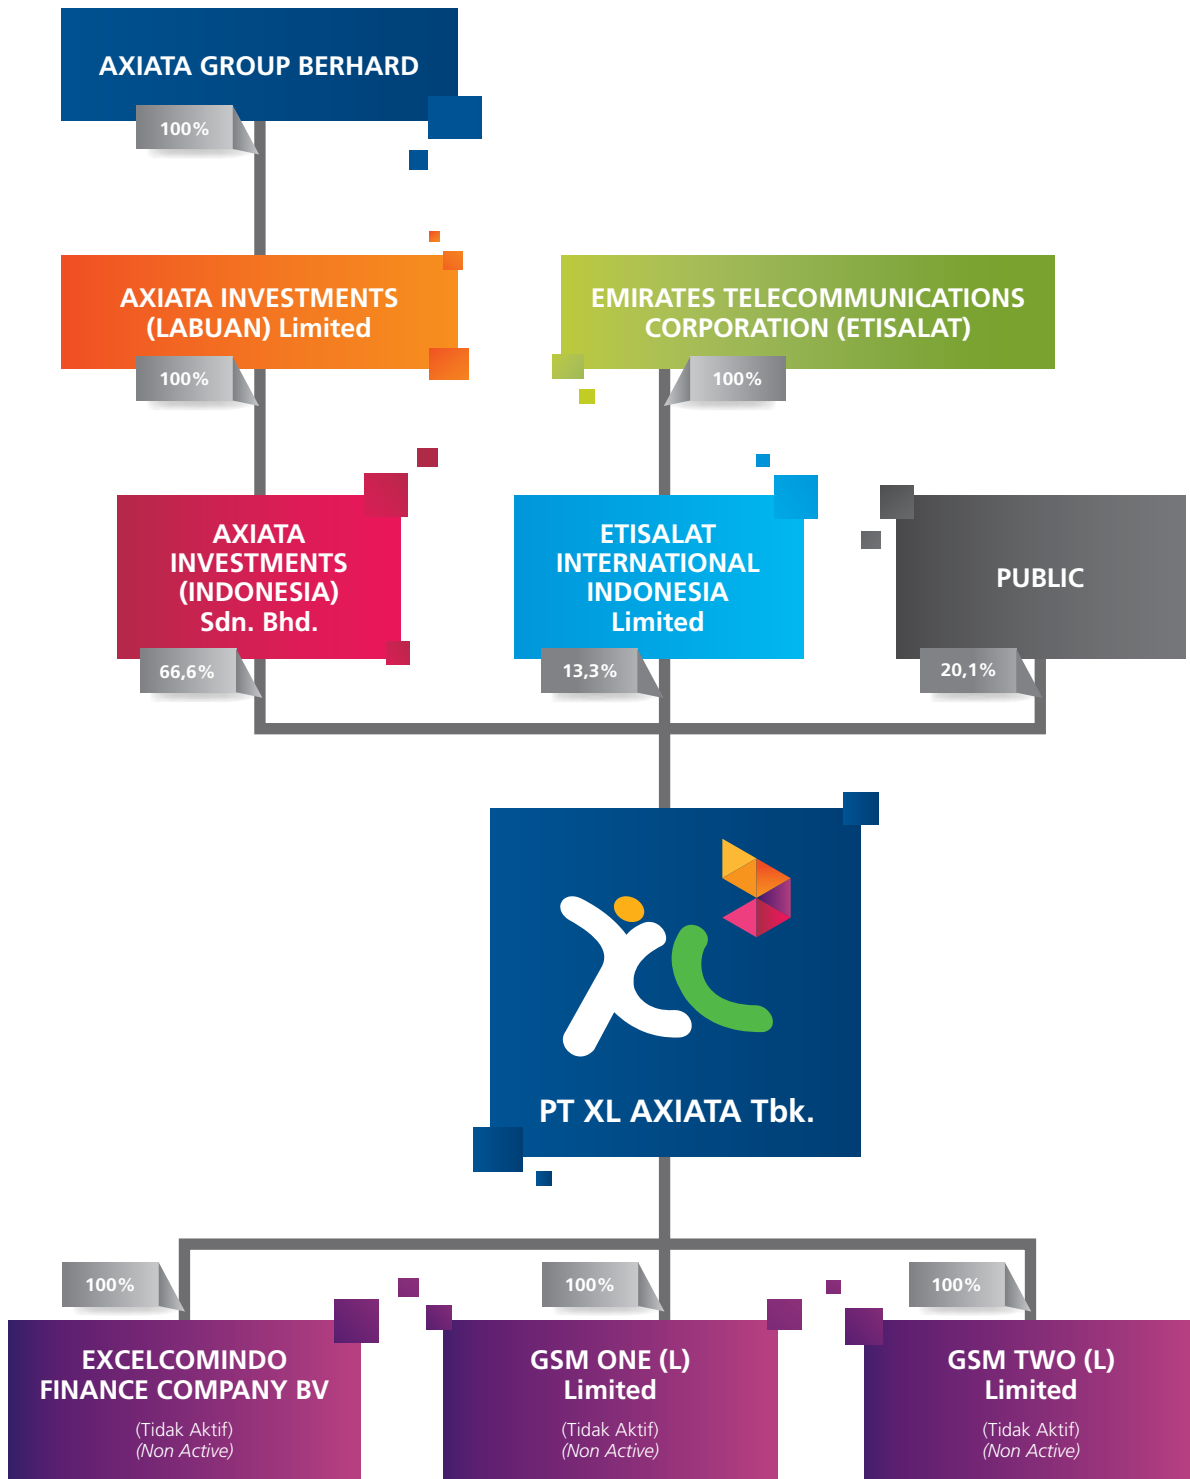 AXIATA GROUP BERHARD
100%
AXIATA INVESTMENTS
(LABUAN) Limited
100%
EMIRATES TELECOMMUNICATIONS
CORPORATION (ETISALAT)
100%
AXIATA
INVESTMENTS
(INDONESIA)
Sdn. Bhd.
66,6%
ETISALAT
INTERNATIONAL
INDONESIA
Limited
13,3%
PUBLIC
20,1%
XL
PT XL AXIATA Tbk.
100%
EXCELCOMINDO
FINANCE COMPANY BV
(Tidak Aktif)
(Non Active)
100%
GSM ONE (L)
Limited
(Tidak Aktif)
(Non Active)
100%
GSM TWO (L)
Limited
(Tidak Aktif)
(Non Active)